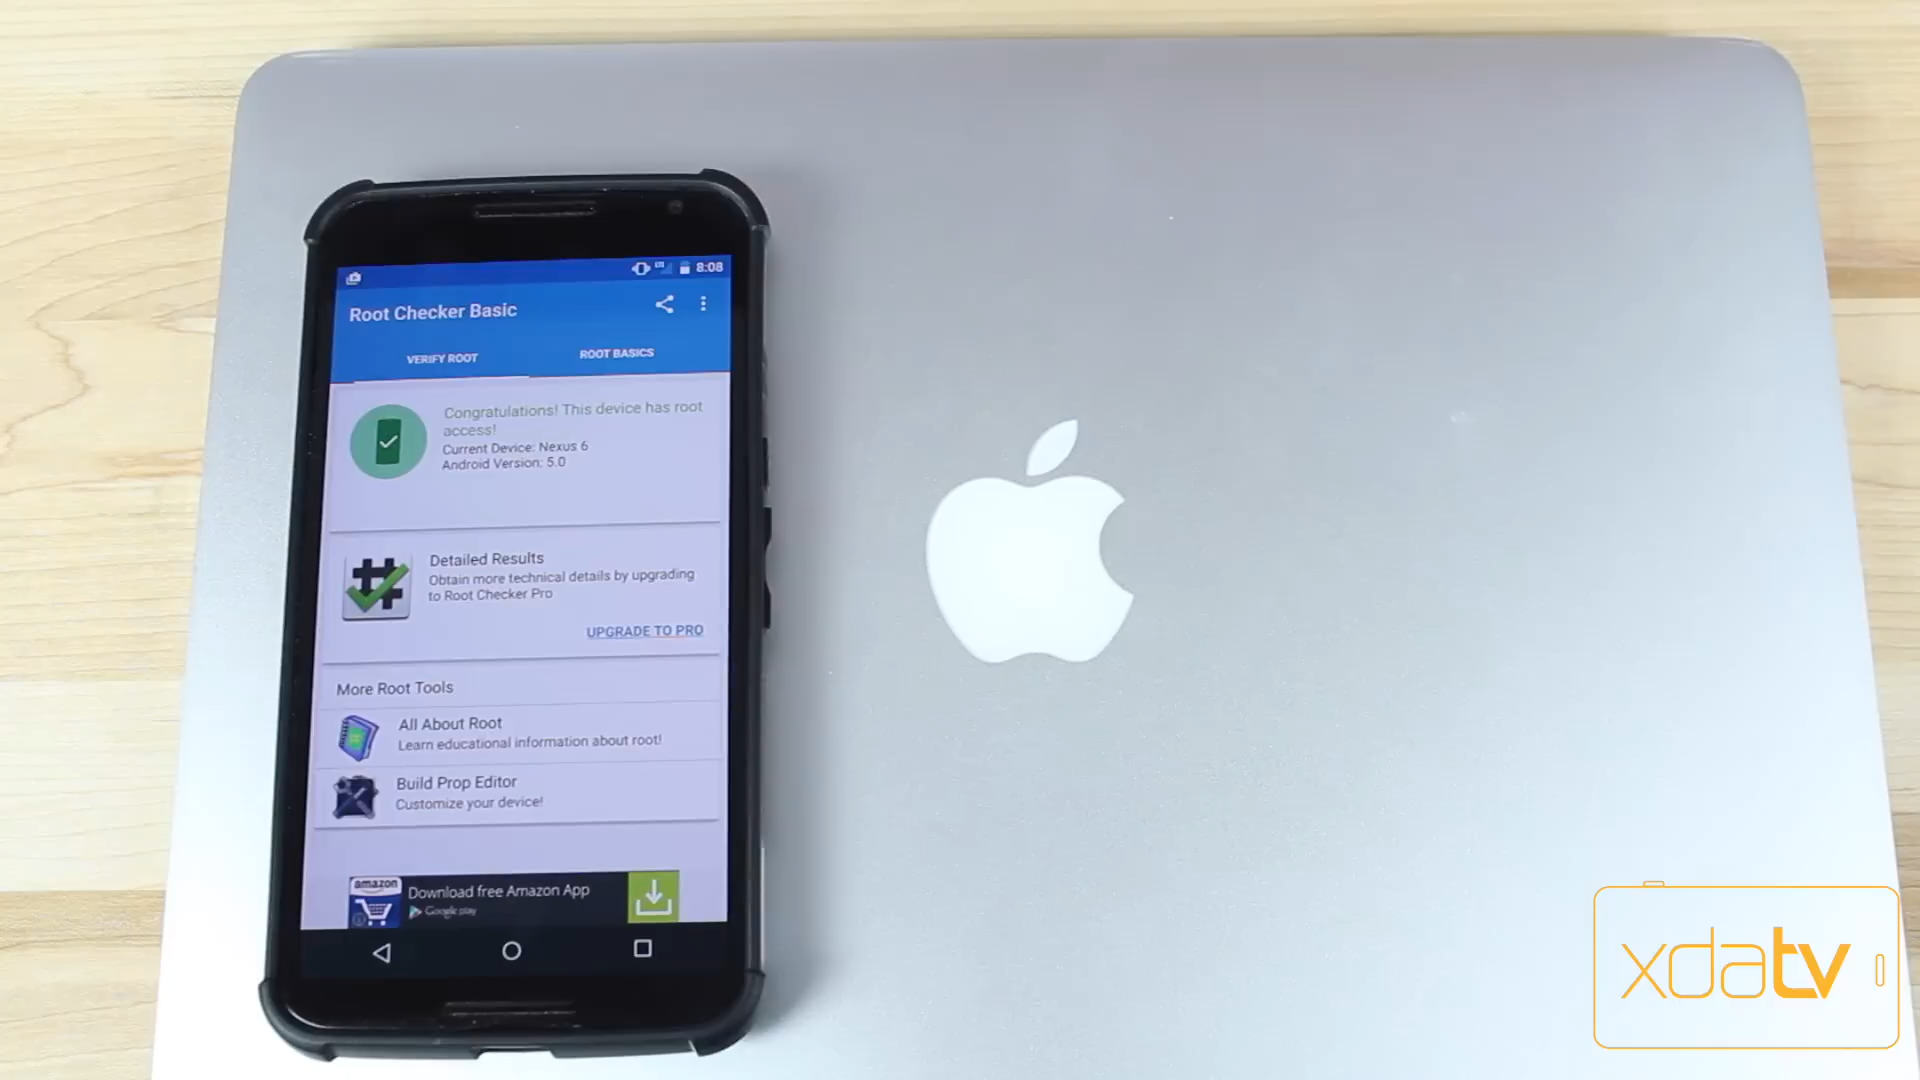 LTE 8:08
Root Checker Basic
VERIFY ROOT ROOT BASICS
Congratulations! This device has root
access!
Current Device: Nexus 6
Android Version: 5.0
Detailed Results
Obtain more technical details by upgrading
to Root Checker Pro
UPGRADE TO PRO
More Root Tools
All About Root
Learn educational information about root!
Build Prop Editor
Customize your device!
amazon
Download free Amazon App
Google play
xdatv